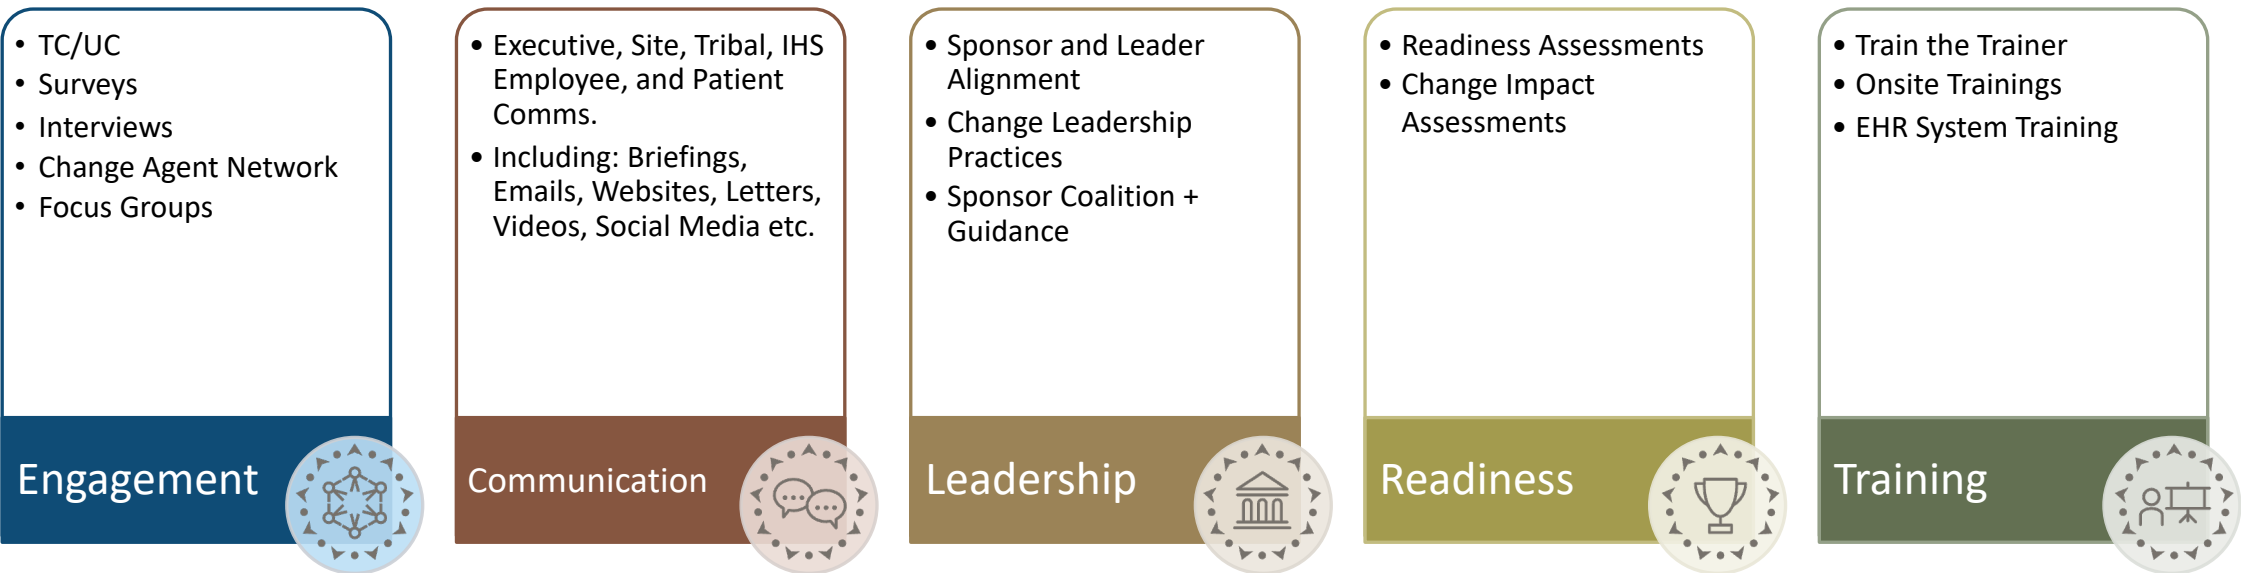 • TC/UC
• Surveys
• Interviews
• Change Agent Network
• Focus Groups
Engagement
• Executive, Site, Tribal, IHS
Employee, and Patient
Comms.
• Including: Briefings,
Emails, Websites, Letters,
Videos, Social Media etc.
Communication
• Sponsor and Leader
Alignment
• Change Leadership
Practices
• Sponsor Coalition +
Guidance
Leadership
• Readiness Assessments
• Change Impact
Assessments
Readiness
• Train the Trainer
• Onsite Trainings
• EHR System Training
Training